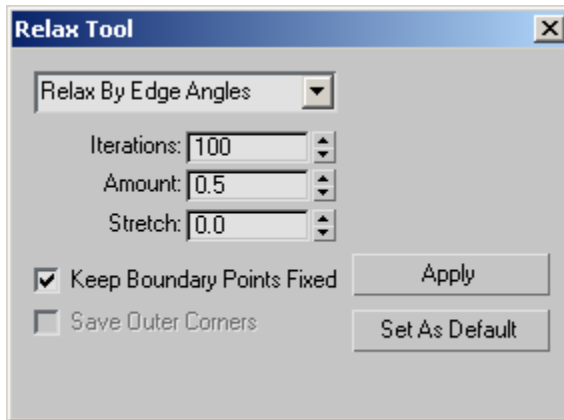 Relax Tool
Relax By Edge Angles
Iterations: 100
Amount: 0.5
Stretch: 0.0
Keep Boundary Points Fixed
Apply
Save Outer Corners
Set As Default